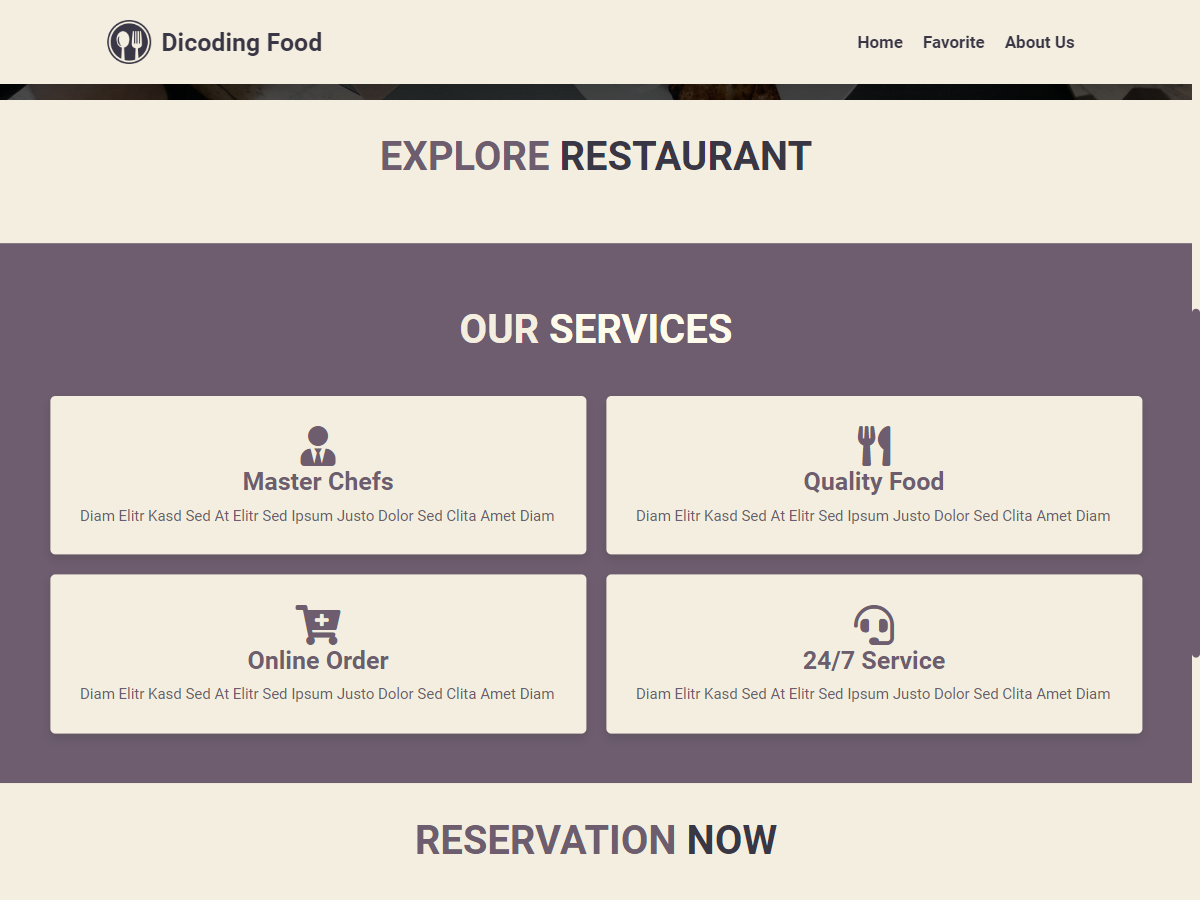 Dicoding Food
Home Favorite About Us
EXPLORE RESTAURANT
OUR SERVICES
Master Chefs
Diam Elitr Kasd Sed At Elitr Sed Ipsum Justo Dolor Sed Clita Amet Diam
Quality Food
Diam Elitr Kasd Sed At Elitr Sed Ipsum Justo Dolor Sed Clita Amet Diam
Online Order
Diam Elitr Kasd Sed At Elitr Sed Ipsum Justo Dolor Sed Clita Amet Diam
24/7 Service
Diam Elitr Kasd Sed At Elitr Sed Ipsum Justo Dolor Sed Clita Amet Diam
RESERVATION NOW